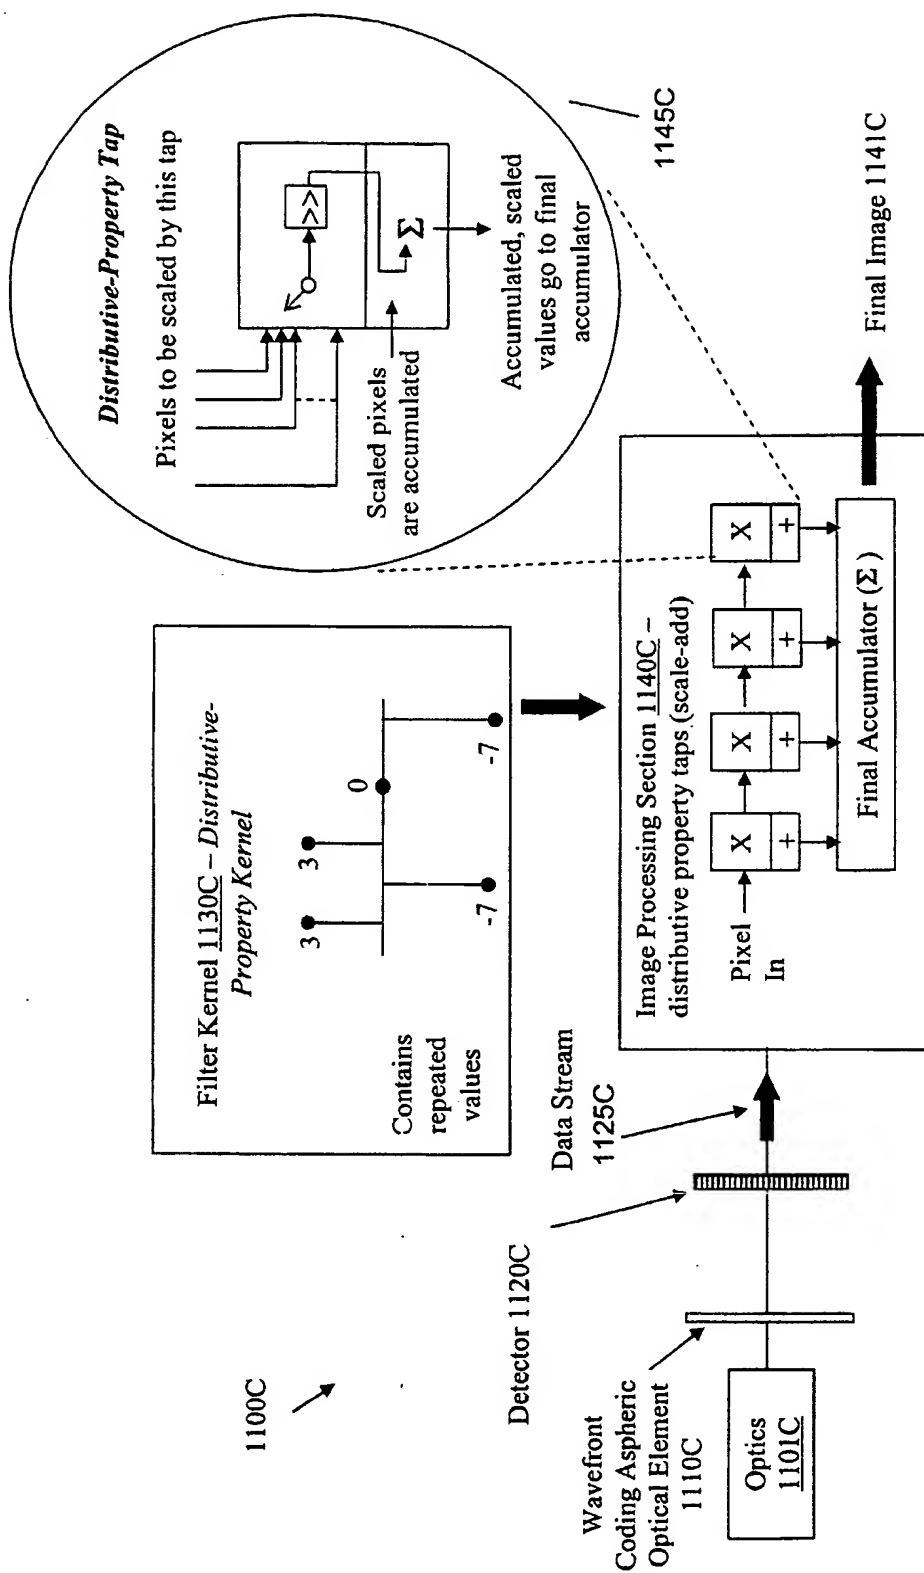 1100C
Filter Kernel 1130C – Distributive-
Property Kernel
3
3
0
-7
-7
Contains
repeated
values
Distributive-Property Tap
Pixels to be scaled by this tap
>>
Σ
Scaled pixels
are accumulated
Accumulated, scaled
values go to final
accumulator
1145C
Wavefront
Coding Aspheric
Optical Element
1110C
Optics
1101C
Detector 1120C
Data Stream
1125C
Image Processing Section 1140C –
distributive property taps (scale-add)
Pixel
In
X X X X
+ + + +
Final Accumulator (Σ)
Final Image 1141C